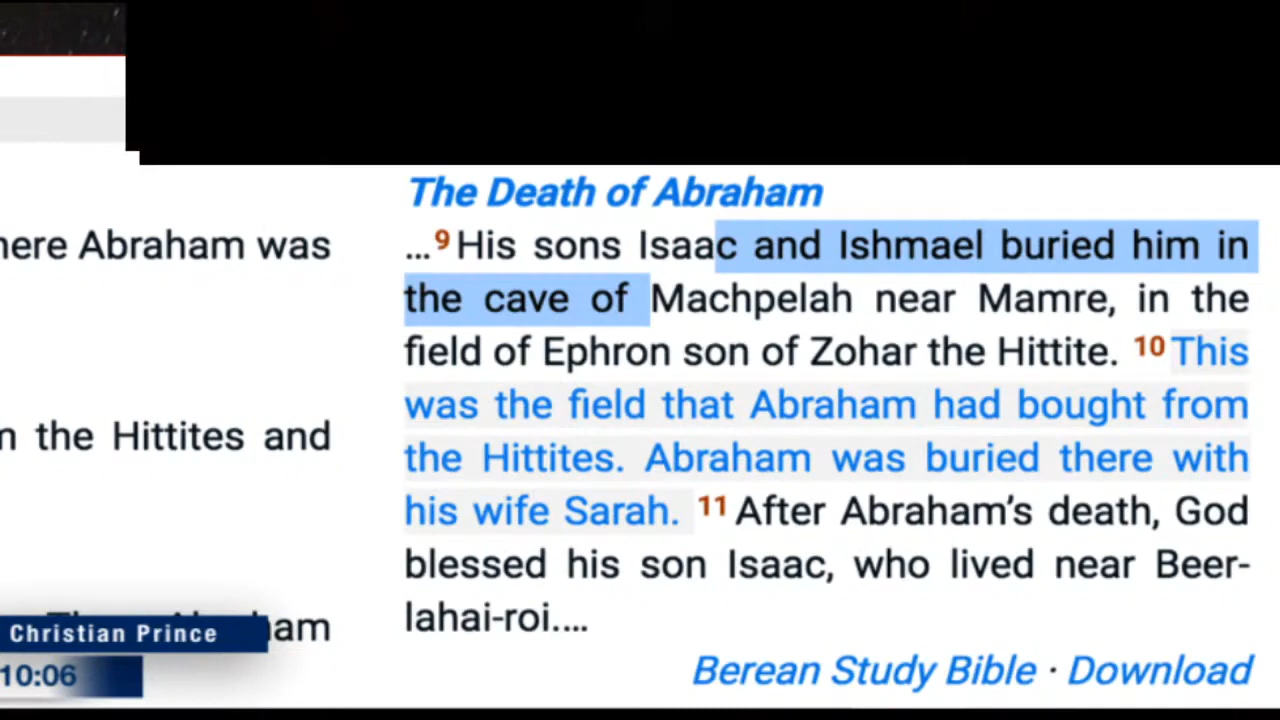 The Death of Abraham
here Abraham was
...9 His sons Isaac and Ishmael buried him in
the cave of Machpelah near Mamre, in the
field of Ephron son of Zohar the Hittite. 10 This
was the field that Abraham had bought from
the Hittites and
the Hittites. Abraham was buried there with
his wife Sarah. 11 After Abraham’s death, God
blessed his son Isaac, who lived near Beer-
lahai-roi....
Christian Prince
10:06
Berean Study Bible · Download